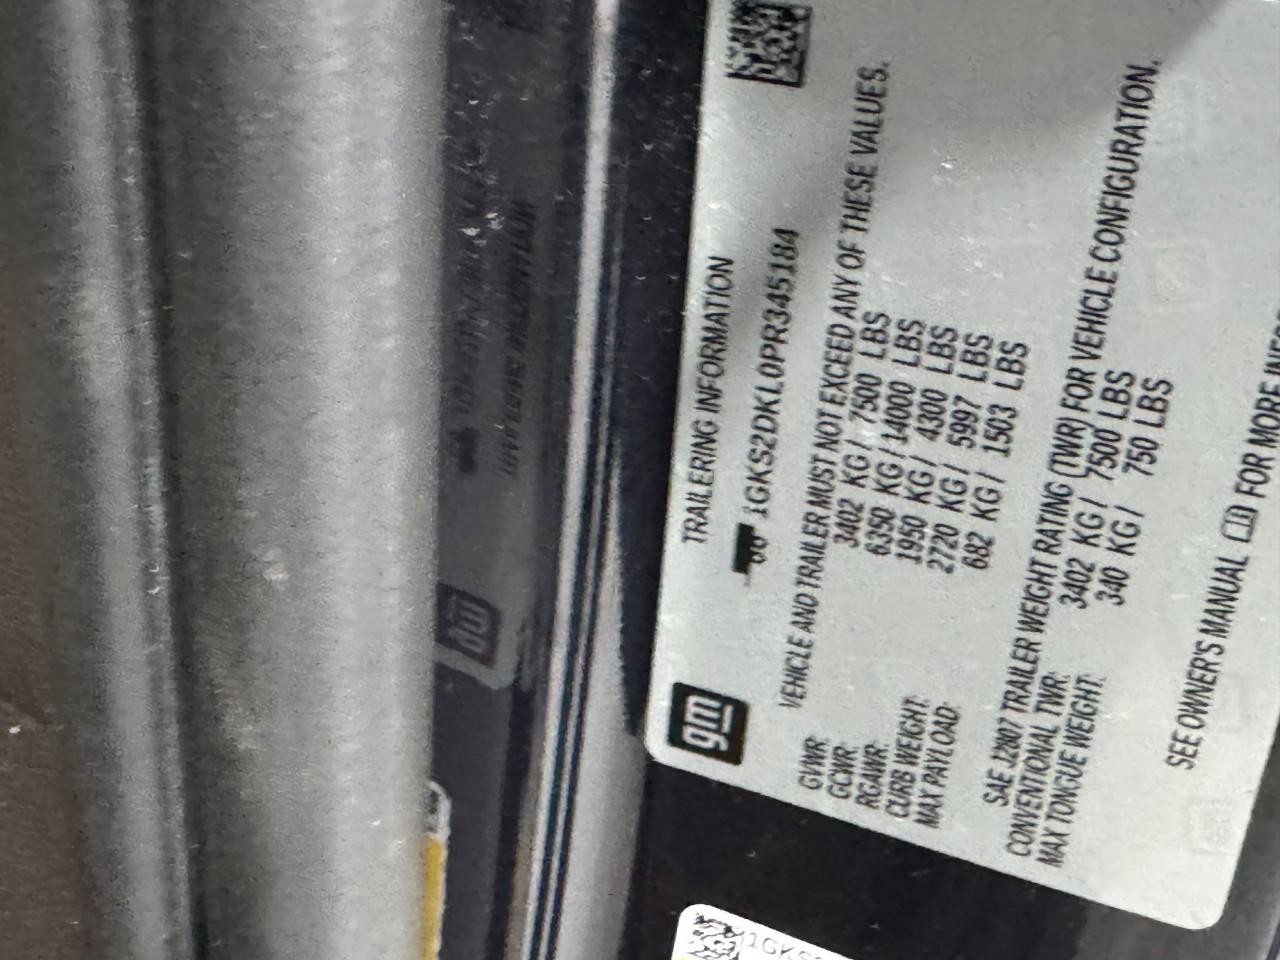 gm
TRAILERING INFORMATION
1GKS2DKL0PR345184
VEHICLE AND TRAILER MUST NOT EXCEED ANY OF THESE VALUES.
GVWR: 3402 KG / 7500 LBS
GCWR: 6350 KG / 14000 LBS
RGAWR: 1950 KG / 4300 LBS
CURB WEIGHT: 2720 KG / 5997 LBS
MAX PAYLOAD: 682 KG / 1503 LBS
SAE J2807 TRAILER WEIGHT RATING (TWR) FOR VEHICLE CONFIGURATION.
CONVENTIONAL TWR: 3402 KG / 7500 LBS
MAX TONGUE WEIGHT: 340 KG / 750 LBS
SEE OWNER'S MANUAL FOR MORE